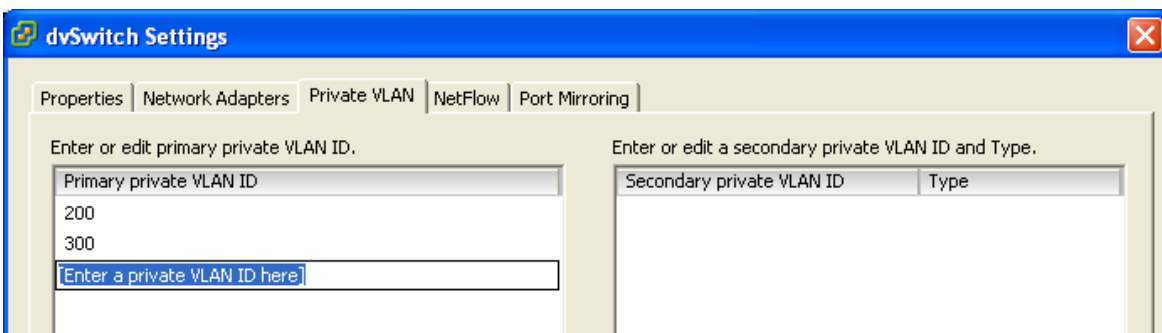 dvSwitch Settings
Properties Network Adapters Private VLAN NetFlow Port Mirroring
Enter or edit primary private VLAN ID.
Primary private VLAN ID
200
300
[Enter a private VLAN ID here]
Enter or edit a secondary private VLAN ID and Type.
Secondary private VLAN ID Type